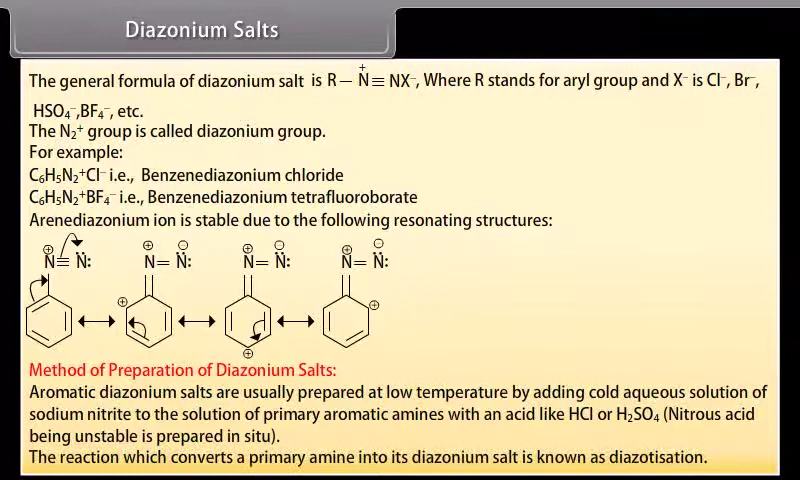 Diazonium Salts
The general formula of diazonium salt is R – N⁺ ≡ NX⁻, Where R stands for aryl group and X⁻ is Cl⁻, Br⁻,
HSO₄⁻,BF₄⁻, etc.
The N₂⁺ group is called diazonium group.
For example:
C₆H₅N₂⁺Cl⁻ i.e., Benzenediazonium chloride
C₆H₅N₂⁺BF₄⁻ i.e., Benzenediazonium tetrafluoroborate
Arenediazonium ion is stable due to the following resonating structures:
⊕ ⊕ ⊖ ⊕ ⊖ ⊕ ⊖
N≡ N: N= N: N= N: N= N:
⊕ ⊕
⊕
Method of Preparation of Diazonium Salts:
Aromatic diazonium salts are usually prepared at low temperature by adding cold aqueous solution of
sodium nitrite to the solution of primary aromatic amines with an acid like HCl or H₂SO₄ (Nitrous acid
being unstable is prepared in situ).
The reaction which converts a primary amine into its diazonium salt is known as diazotisation.